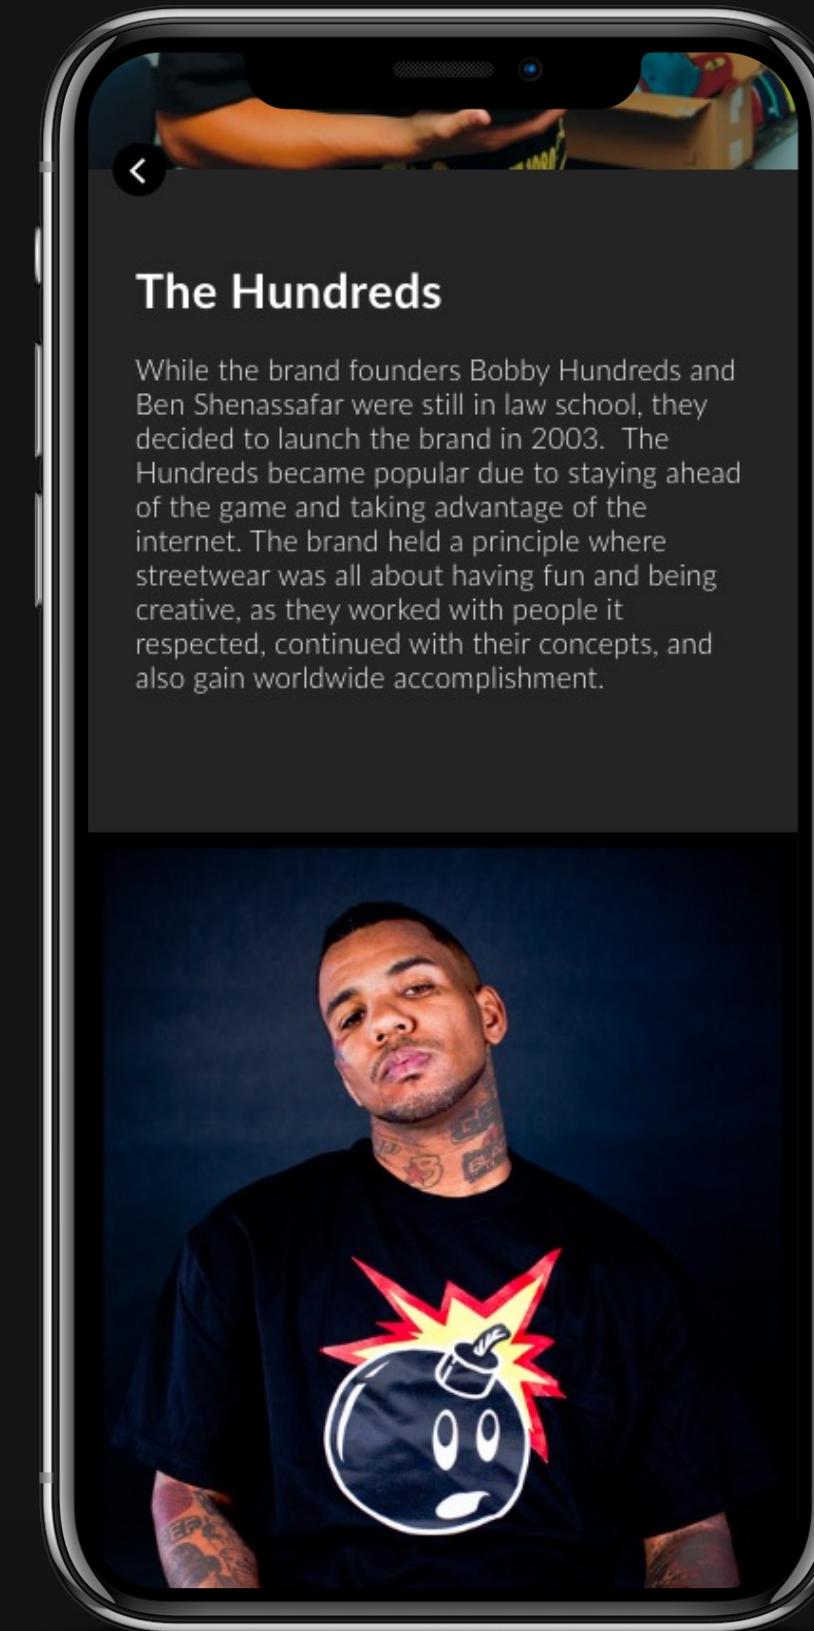 The Hundreds
While the brand founders Bobby Hundreds and
Ben Shenassafar were still in law school, they
decided to launch the brand in 2003.  The
Hundreds became popular due to staying ahead
of the game and taking advantage of the
internet. The brand held a principle where
streetwear was all about having fun and being
creative, as they worked with people it
respected, continued with their concepts, and
also gain worldwide accomplishment.